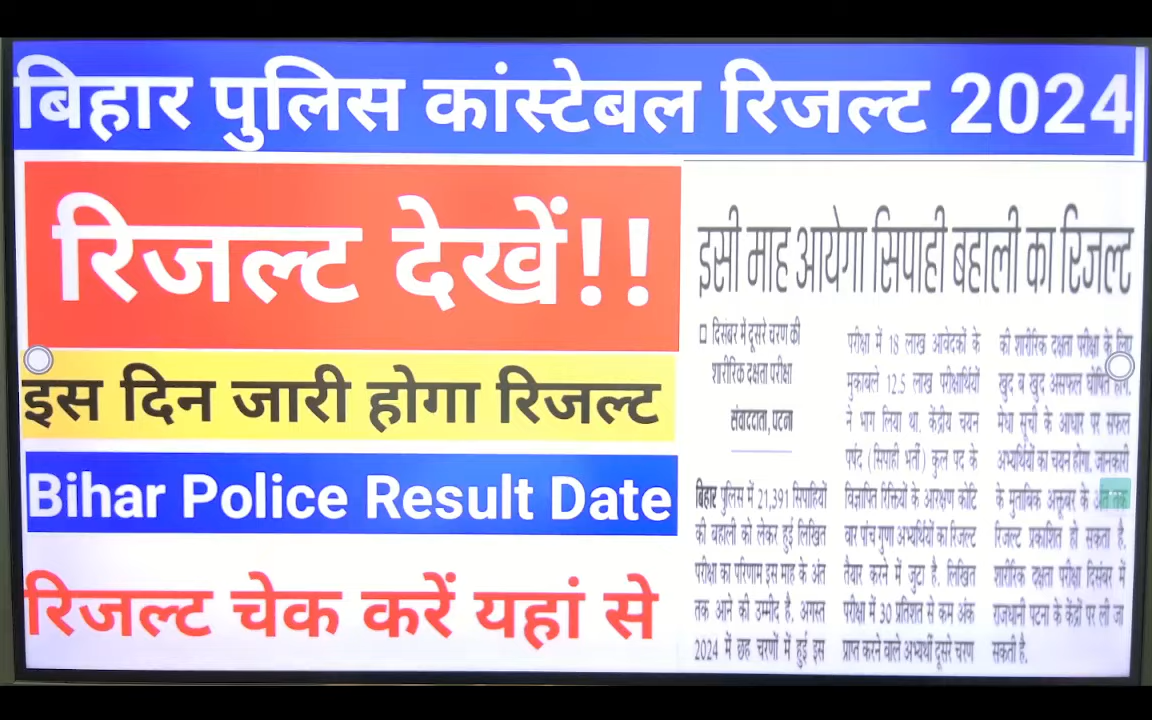 बिहार पुलिस कांस्टेबल रिजल्ट 2024
रिजल्ट देखें!!
इस दिन जारी होगा रिजल्ट
Bihar Police Result Date
रिजल्ट चेक करें यहां से
इसी माह आयेगा सिपाही बहाली का रिजल्ट
दिसंबर में दूसरे चरण की
शारीरिक दक्षता परीक्षा
संवाददाता, पटना
बिहार पुलिस में 21,391 सिपाहियों
की बहाली को लेकर हुई लिखित
परीक्षा का परिणाम इस माह के अंत
तक आने की उम्मीद है. अगस्त
2024 में छह चरणों में हुई इस
परीक्षा में 18 लाख आवेदकों के
मुकाबले 12.5 लाख परीक्षार्थियों
ने भाग लिया था. केंद्रीय चयन
पर्षद (सिपाही भर्ती) कुल पद के
विज्ञापित रिक्तियों के आरक्षण कोटि
वार पांच गुणा अभ्यर्थियों का रिजल्ट
तैयार करने में जुटा है. लिखित
परीक्षा में 30 प्रतिशत से कम अंक
प्राप्त करने वाले अभ्यर्थी दूसरे चरण
की शारीरिक दक्षता परीक्षा के लिए
खुद ब खुद असफल घोषित होंगे.
मेधा सूची के आधार पर सफल
अभ्यर्थियों का चयन होगा. जानकारी
के मुताबिक अक्तूबर के अंत तक
रिजल्ट प्रकाशित हो सकता है.
शारीरिक दक्षता परीक्षा दिसंबर में
राजधानी पटना के केंद्रों पर ली जा
सकती है.